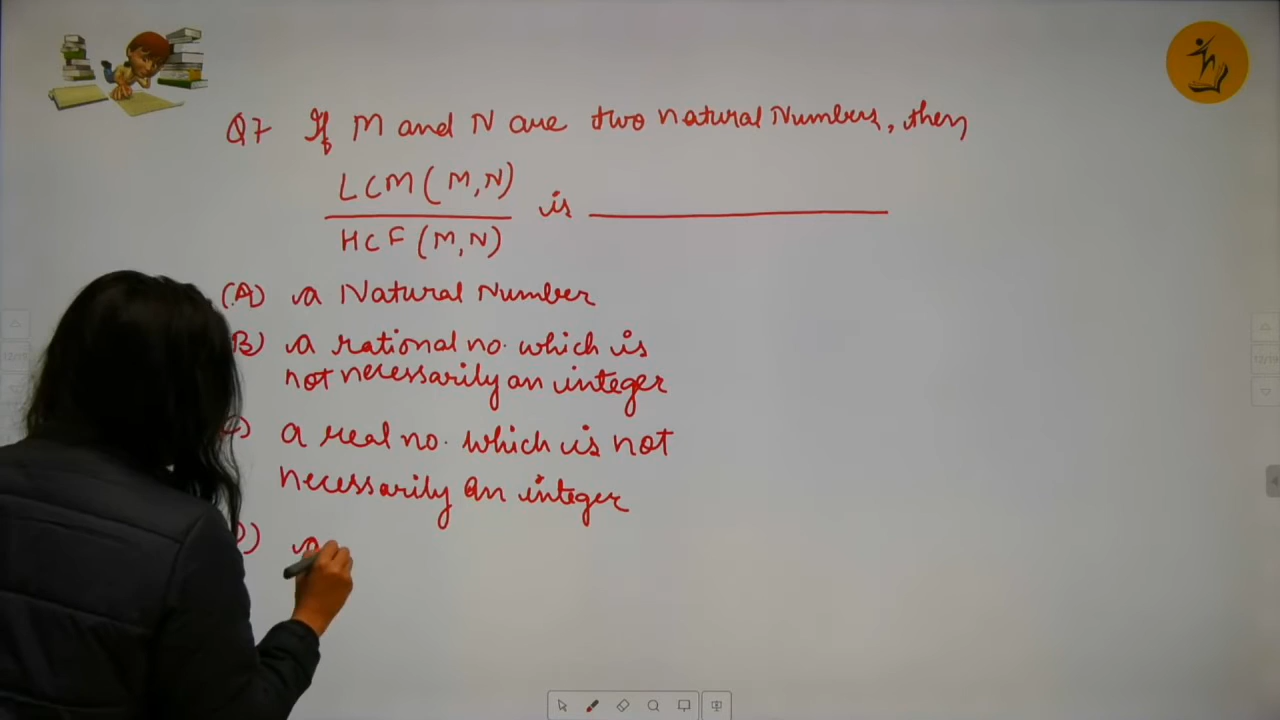 Q7 If M and N are two natural Numbers, then
LCM(M,N)
HCF(M,N)
is
(A) a Natural Number
B) a rational no. which is
not necessarily an integer
C) a real no. which is not
necessarily an integer
D) a